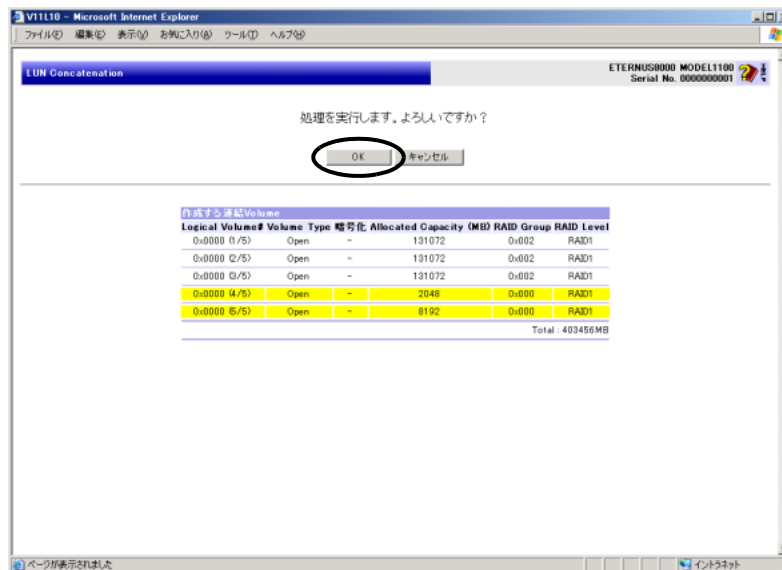 V11L10 - Microsoft Internet Explorer
ファイル(F) 編集(E) 表示(V) お気に入り(A) ツール(T) ヘルプ(H)
LUN Concatenation
ETERNUS8000 MODEL1100
Serial No. 0000000001
処理を実行します。よろしいですか?
OK キャンセル
作成する連結Volume
Logical Volume# Volume Type 暗号化 Allocated Capacity (MB) RAID Group RAID Level
0x0000 (1/5) Open - 131072 0x002 RAID1
0x0000 (2/5) Open - 131072 0x002 RAID1
0x0000 (3/5) Open - 131072 0x002 RAID1
0x0000 (4/5) Open - 2048 0x000 RAID1
0x0000 (5/5) Open - 8192 0x000 RAID1
Total : 403456MB
ページが表示されました イントラネット